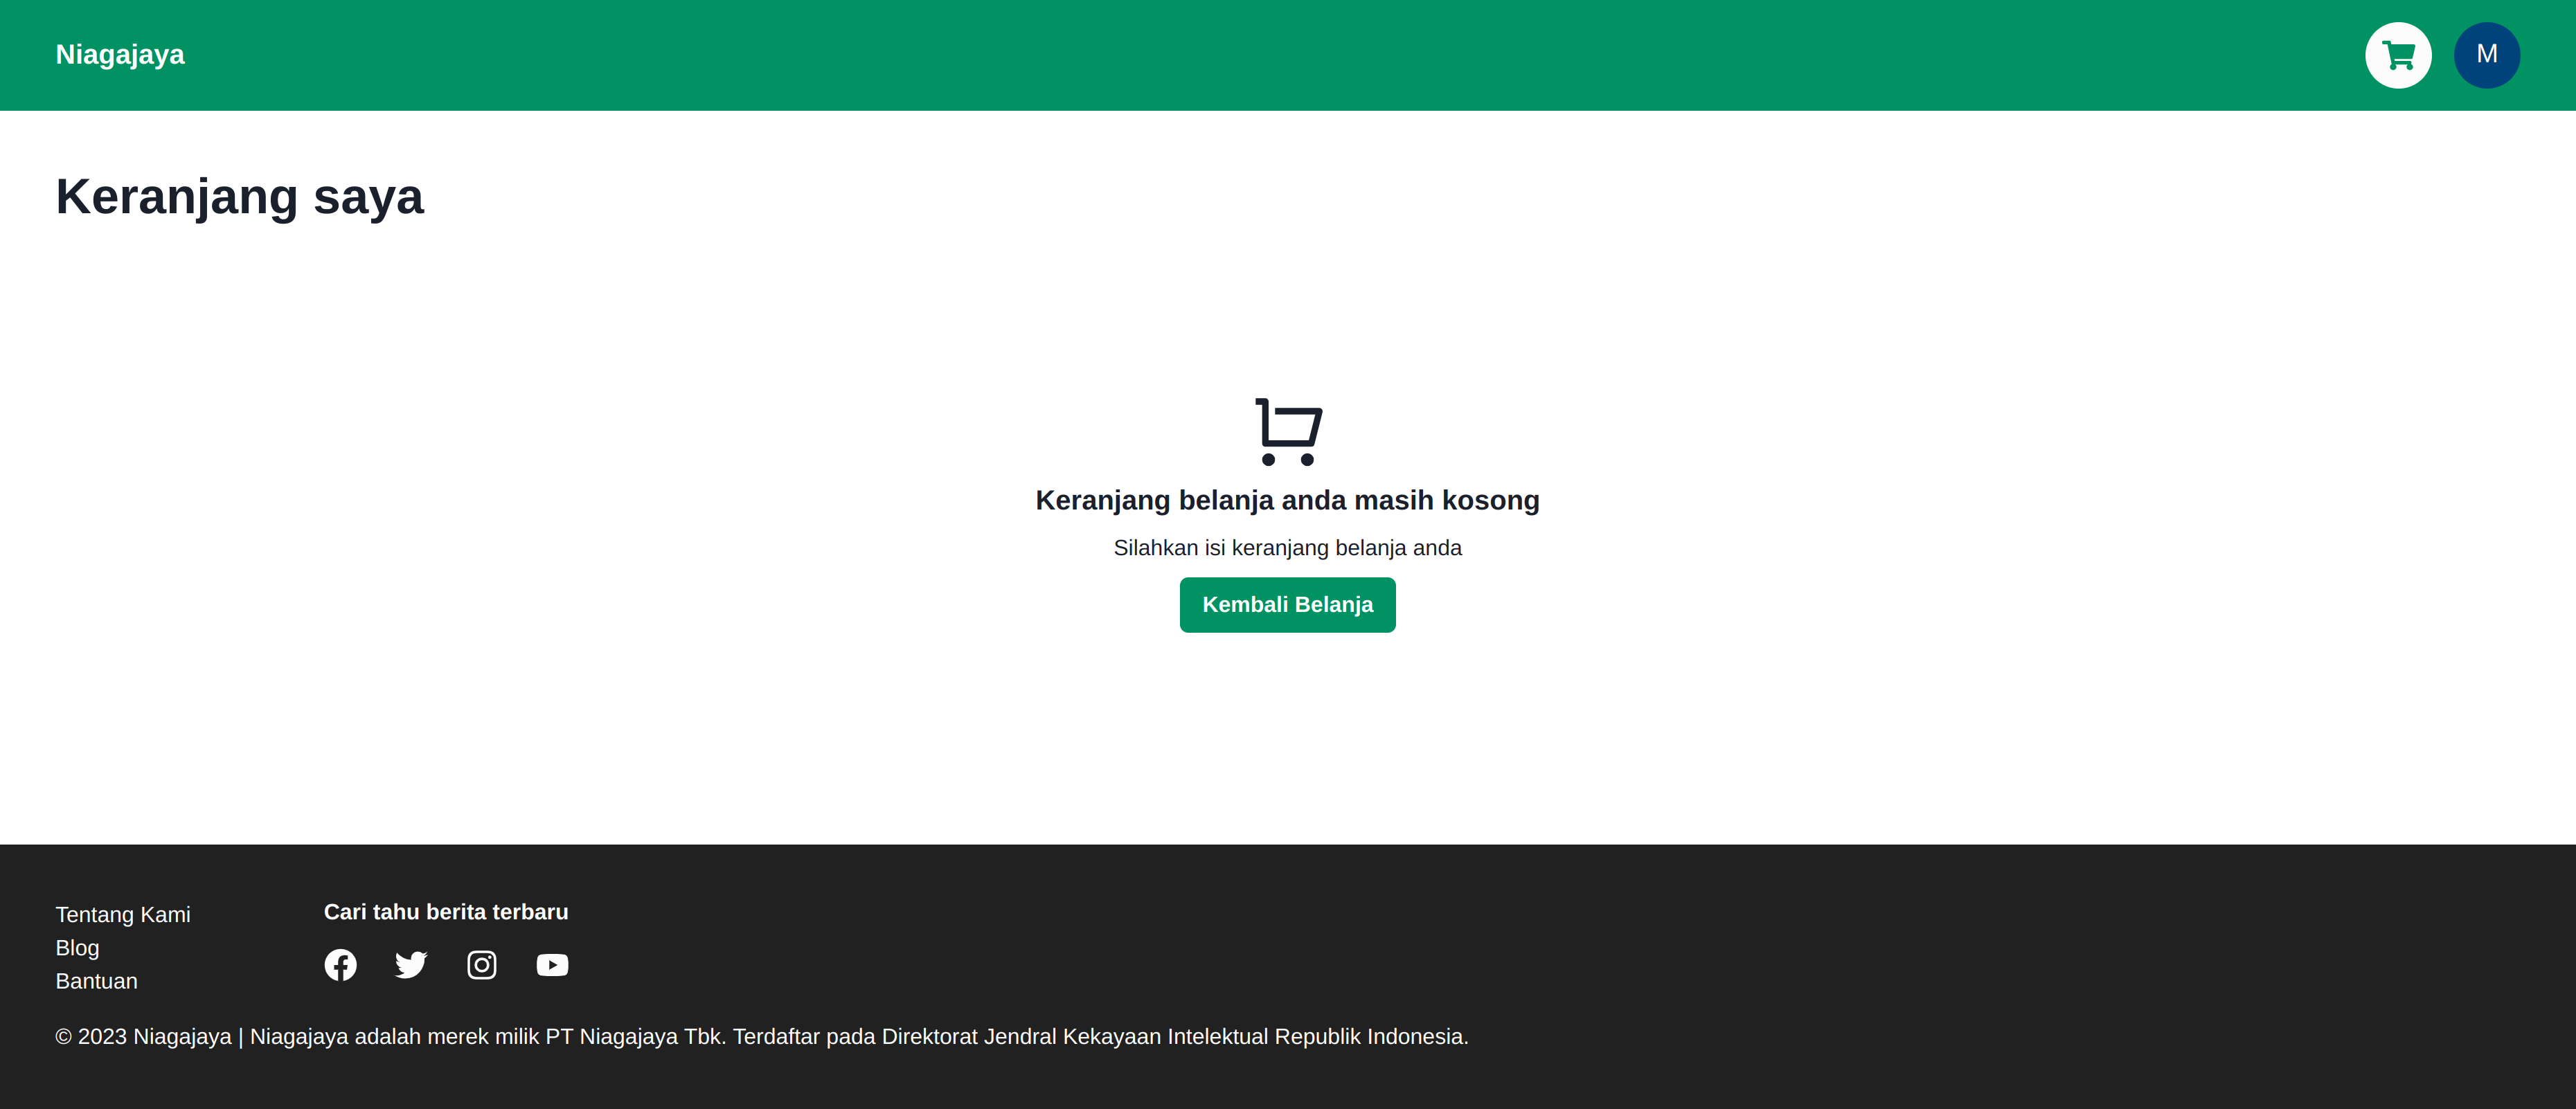 Niagajaya
M
Keranjang saya
Keranjang belanja anda masih kosong
Silahkan isi keranjang belanja anda
Kembali Belanja
Tentang Kami
Blog
Bantuan
Cari tahu berita terbaru
© 2023 Niagajaya | Niagajaya adalah merek milik PT Niagajaya Tbk. Terdaftar pada Direktorat Jendral Kekayaan Intelektual Republik Indonesia.